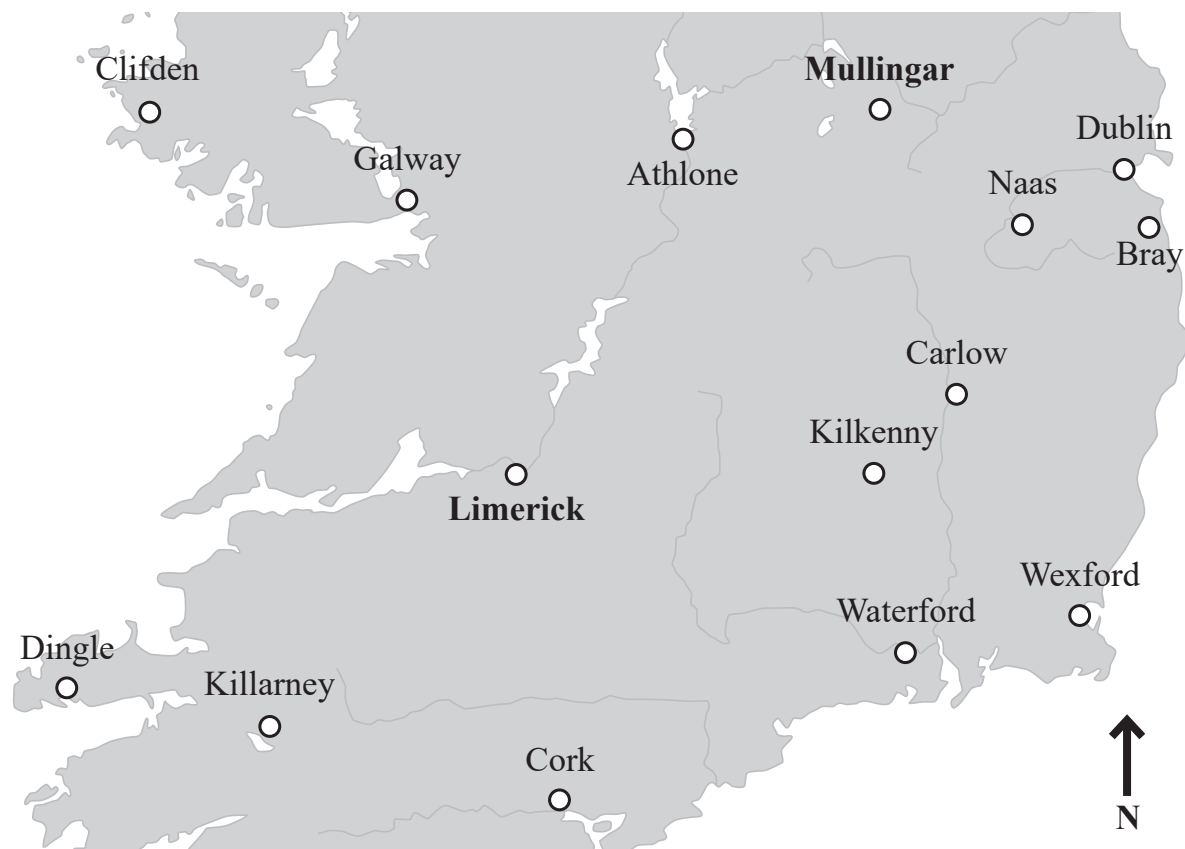 Clifden
Mullingar
Dublin
Galway
Athlone
Naas
Bray
Carlow
Kilkenny
Limerick
Wexford
Waterford
Dingle
Killarney
Cork
N